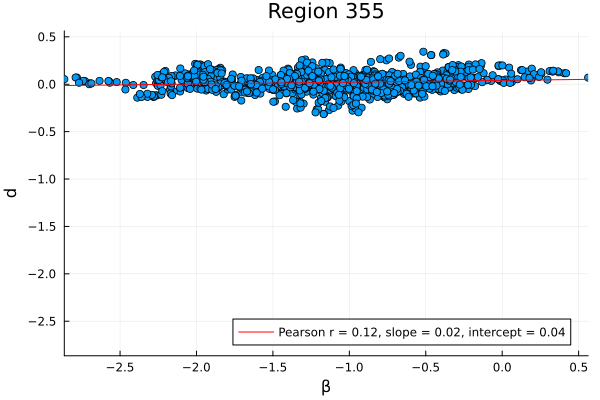 Region 355
0.5
0.0
−0.5
−1.0
−1.5
−2.0
−2.5
d
Pearson r = 0.12, slope = 0.02, intercept = 0.04
−2.5 −2.0 −1.5 −1.0 −0.5 0.0 0.5
β